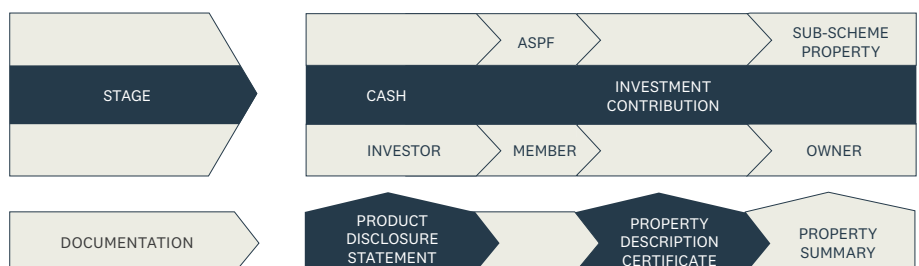 ASPF
SUB-SCHEME
PROPERTY
STAGE
CASH
INVESTMENT
CONTRIBUTION
INVESTOR
MEMBER
OWNER
DOCUMENTATION
PRODUCT
DISCLOSURE
STATEMENT
PROPERTY
DESCRIPTION
CERTIFICATE
PROPERTY
SUMMARY